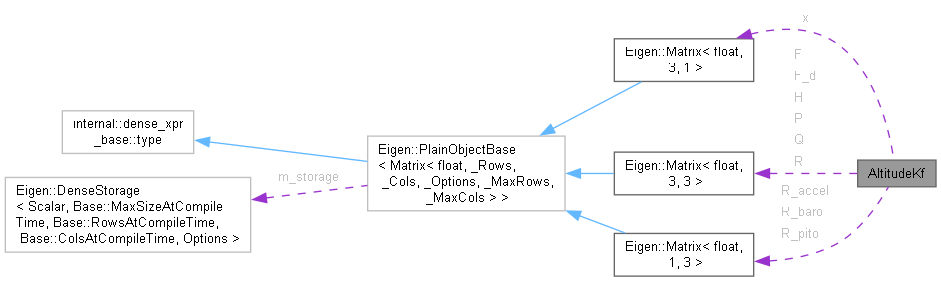 x
Eigen::Matrix< float,
3, 1 >
F
F_d
H
P
Q
R
internal::dense_xpr
_base::type
Eigen::PlainObjectBase
< Matrix< float, _Rows,
_Cols, _Options, _MaxRows,
_MaxCols > >
Eigen::Matrix< float,
3, 3 >
AltitudeKf
m_storage
Eigen::DenseStorage
< Scalar, Base::MaxSizeAtCompile
Time, Base::RowsAtCompileTime,
Base::ColsAtCompileTime, Options >
R_accel
R_baro
R_pito
Eigen::Matrix< float,
1, 3 >